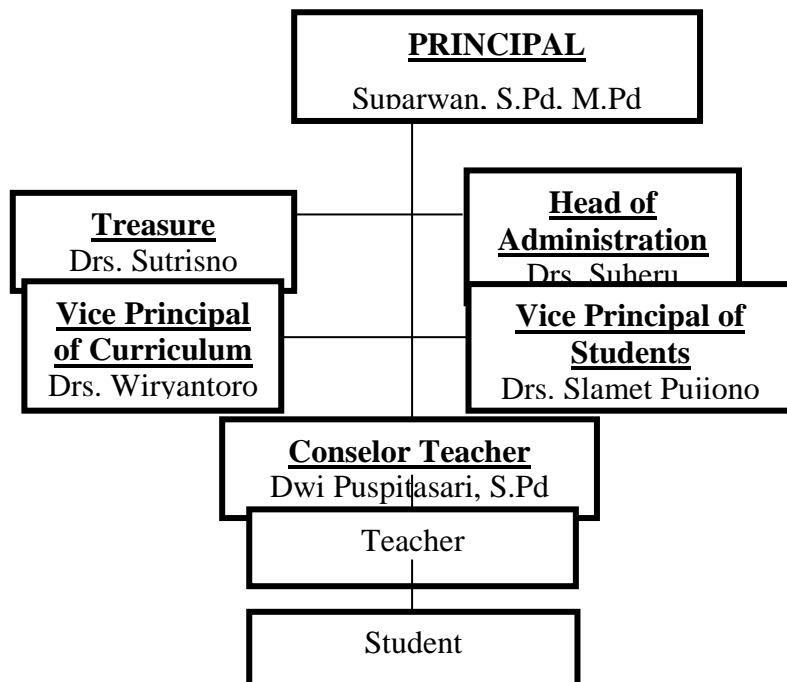 PRINCIPAL
Suparwan, S.Pd, M.Pd
Treasure
Drs. Sutrisno
Head of
Administration
Drs. Suheru
Vice Principal
of Curriculum
Drs. Wiryantoro
Vice Principal of
Students
Drs. Slamet Pujiono
Conselor Teacher
Dwi Puspitasari, S.Pd
Teacher
Student